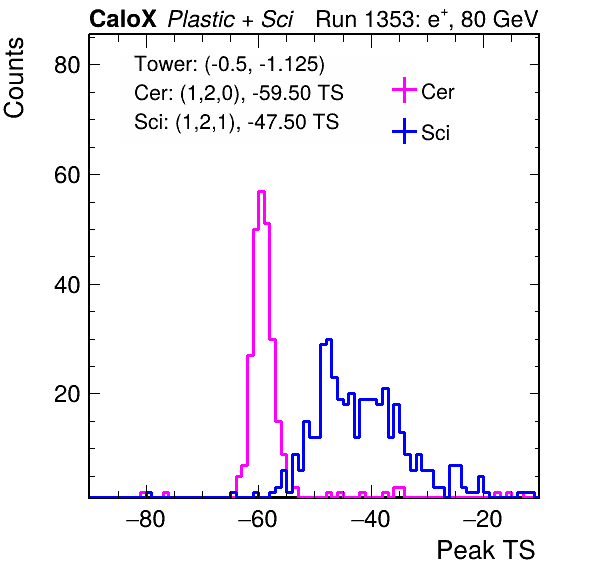 CaloX Plastic + Sci Run 1353: e+, 80 GeV
Counts
Tower: (-0.5, -1.125)
Cer: (1,2,0), -59.50 TS
Sci: (1,2,1), -47.50 TS
Cer
Sci
80
60
40
20
−80 −60 −40 −20
Peak TS